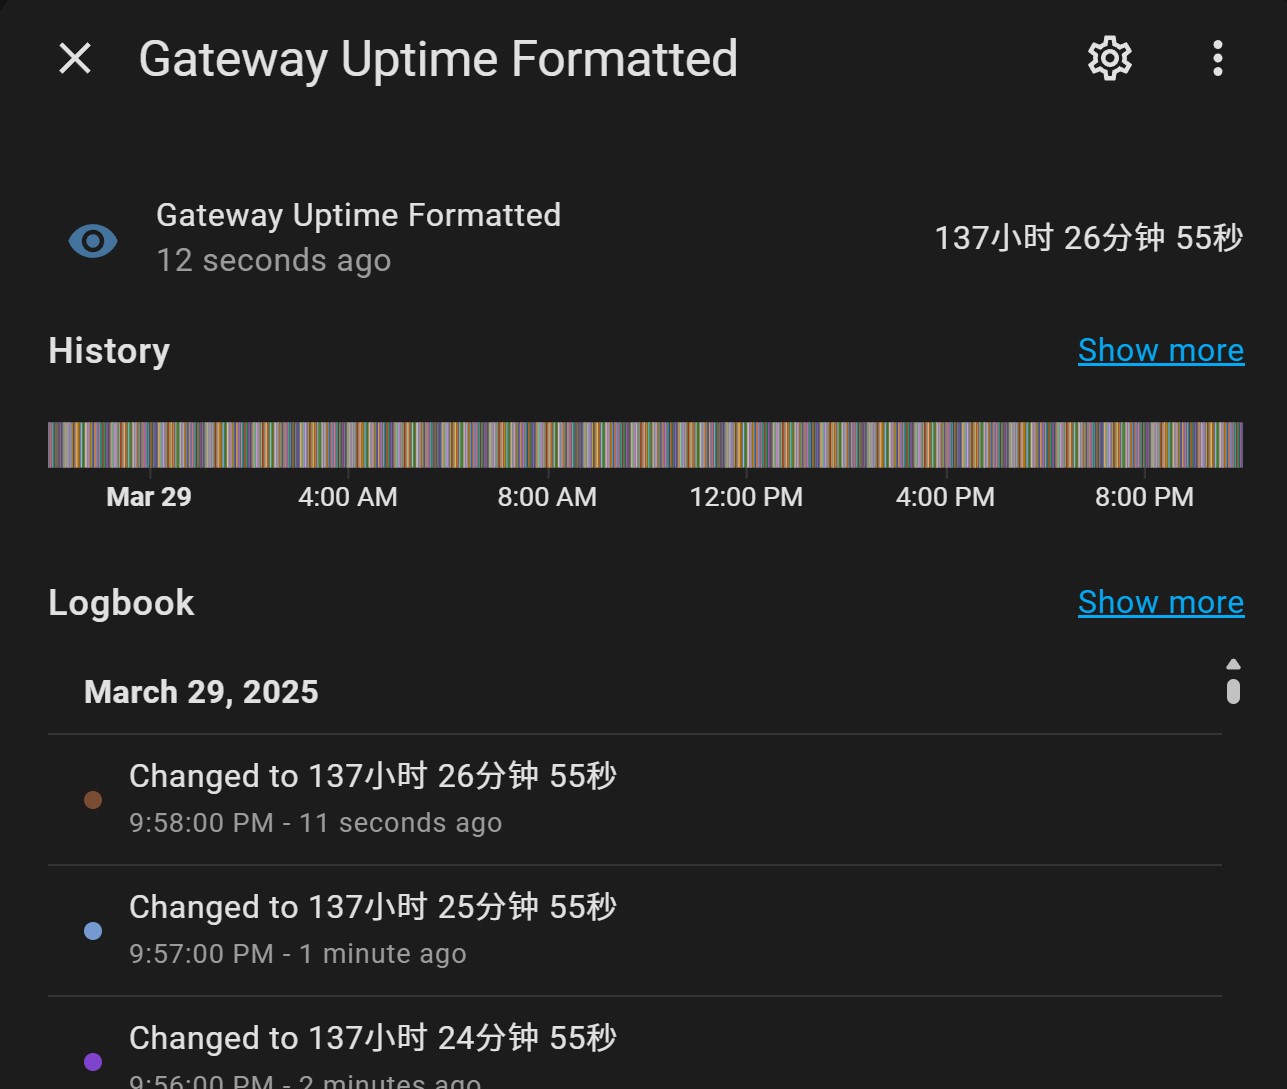 Gateway Uptime Formatted
Gateway Uptime Formatted
12 seconds ago
137小时 26分钟 55秒
History
Show more
Mar 29
4:00 AM
8:00 AM
12:00 PM
4:00 PM
8:00 PM
Logbook
Show more
March 29, 2025
Changed to 137小时 26分钟 55秒
9:58:00 PM - 11 seconds ago
Changed to 137小时 25分钟 55秒
9:57:00 PM - 1 minute ago
Changed to 137小时 24分钟 55秒
9:56:00 PM - 2 minutes ago